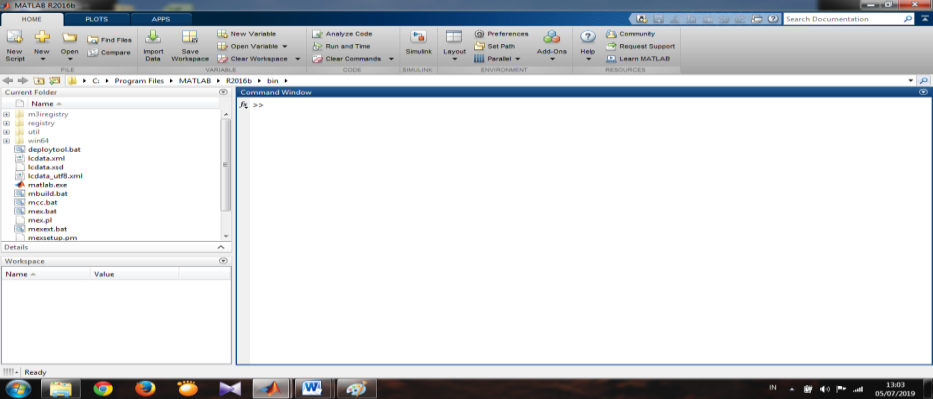 MATLAB R2016b
HOME PLOTS APPS
Search Documentation
New Script
New
Open
Find Files
Compare
Import Data
Save Workspace
New Variable
Open Variable
Clear Workspace
Analyze Code
Run and Time
Clear Commands
Simulink
Layout
Preferences
Set Path
Parallel
Add-Ons
Help
Community
Request Support
Learn MATLAB
FILE VARIABLE CODE SIMULINK ENVIRONMENT RESOURCES
C: Program Files MATLAB R2016b bin
Current Folder
Name
m3iregistry
registry
util
win64
deploytool.bat
lcdata.xml
lcdata.xsd
lcdata_utf8.xml
matlab.exe
mbuild.bat
mcc.bat
mex.bat
mex.pl
mexext.bat
mexsetup.pm
Details
Workspace
Name Value
Command Window
fx >>
Ready
IN
13:03
05/07/2019